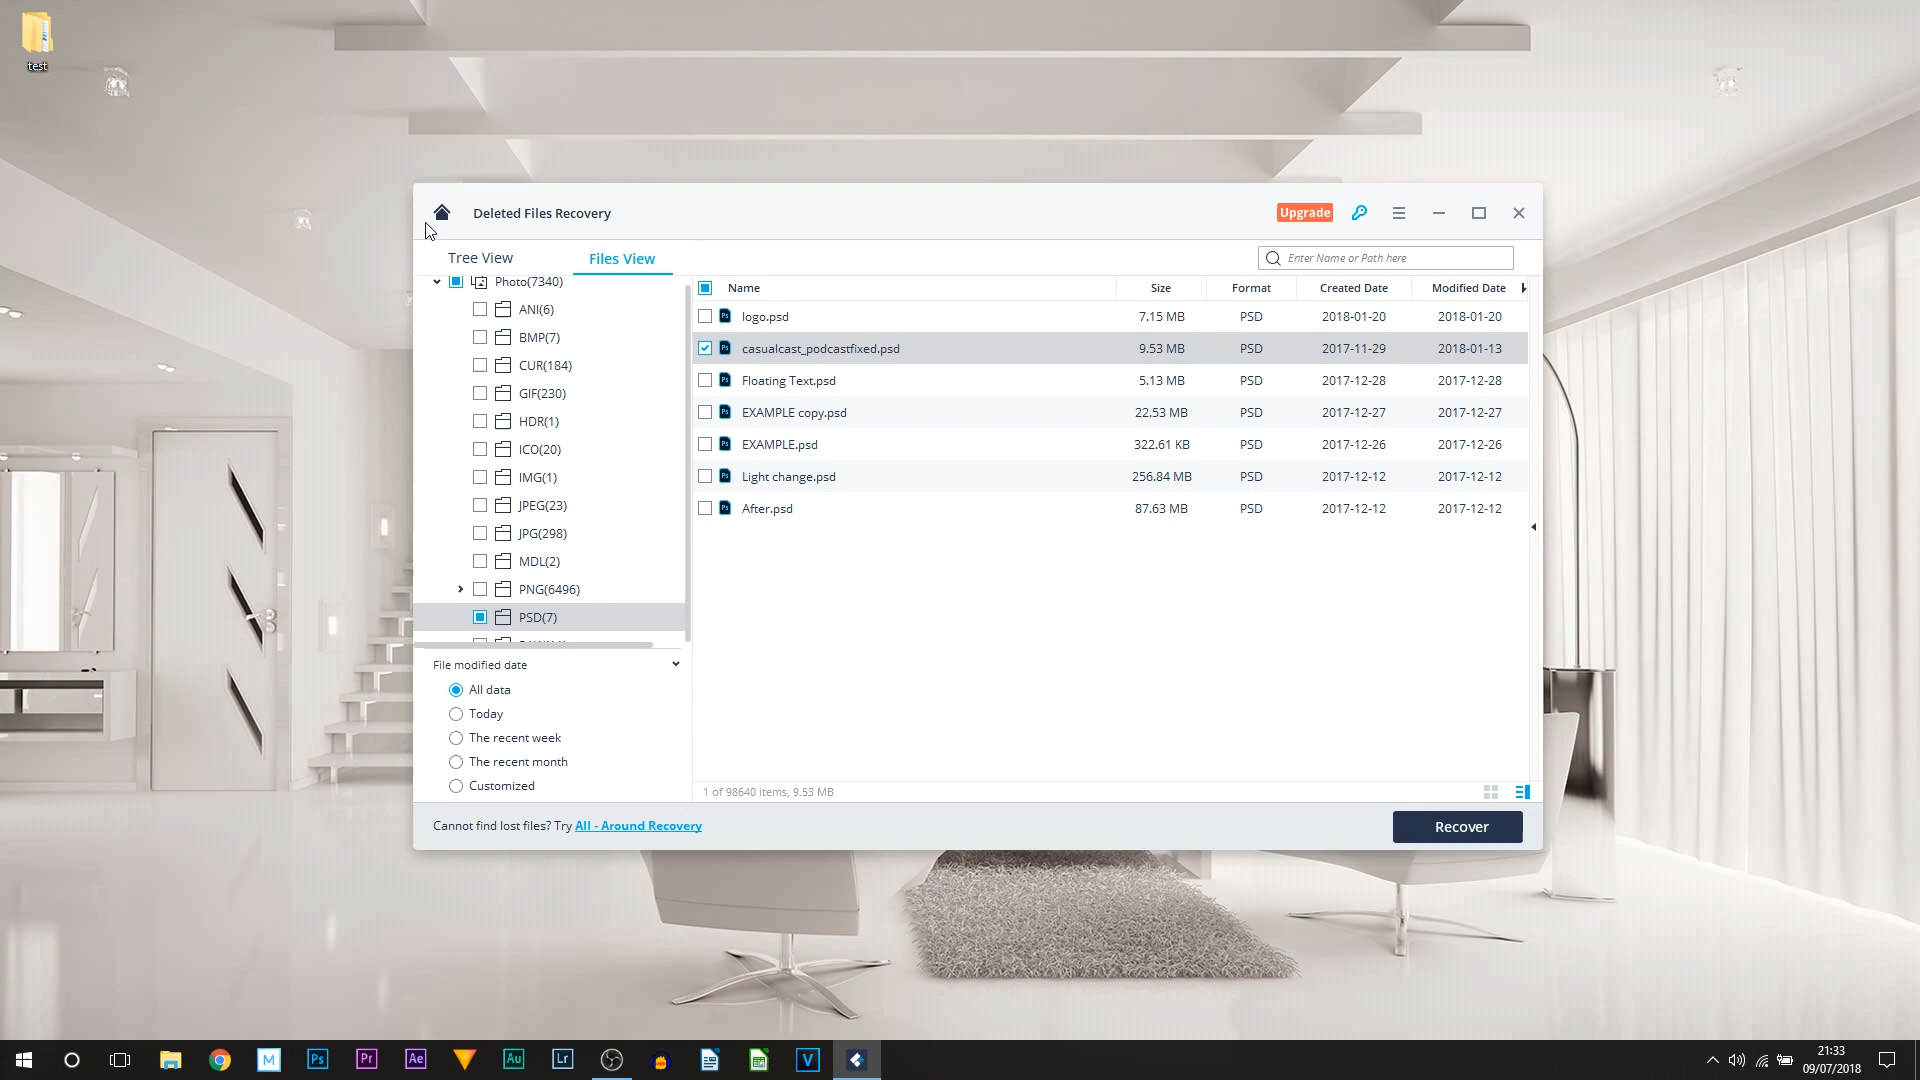 test
Deleted Files Recovery
Upgrade
Tree View
Files View
Enter Name or Path here
Photo(7340)
ANI(6)
BMP(7)
CUR(184)
GIF(230)
HDR(1)
ICO(20)
IMG(1)
JPEG(23)
JPG(298)
MDL(2)
PNG(6496)
PSD(7)
File modified date
All data
Today
The recent week
The recent month
Customized
Name Size Format Created Date Modified Date
logo.psd 7.15 MB PSD 2018-01-20 2018-01-20
casualcast_podcastfixed.psd 9.53 MB PSD 2017-11-29 2018-01-13
Floating Text.psd 5.13 MB PSD 2017-12-28 2017-12-28
EXAMPLE copy.psd 22.53 MB PSD 2017-12-27 2017-12-27
EXAMPLE.psd 322.61 KB PSD 2017-12-26 2017-12-26
Light change.psd 256.84 MB PSD 2017-12-12 2017-12-12
After.psd 87.63 MB PSD 2017-12-12 2017-12-12
1 of 98640 items, 9.53 MB
Cannot find lost files? Try All - Around Recovery
Recover
M Ps Pr Ae Au Lr V
21:33
09/07/2018